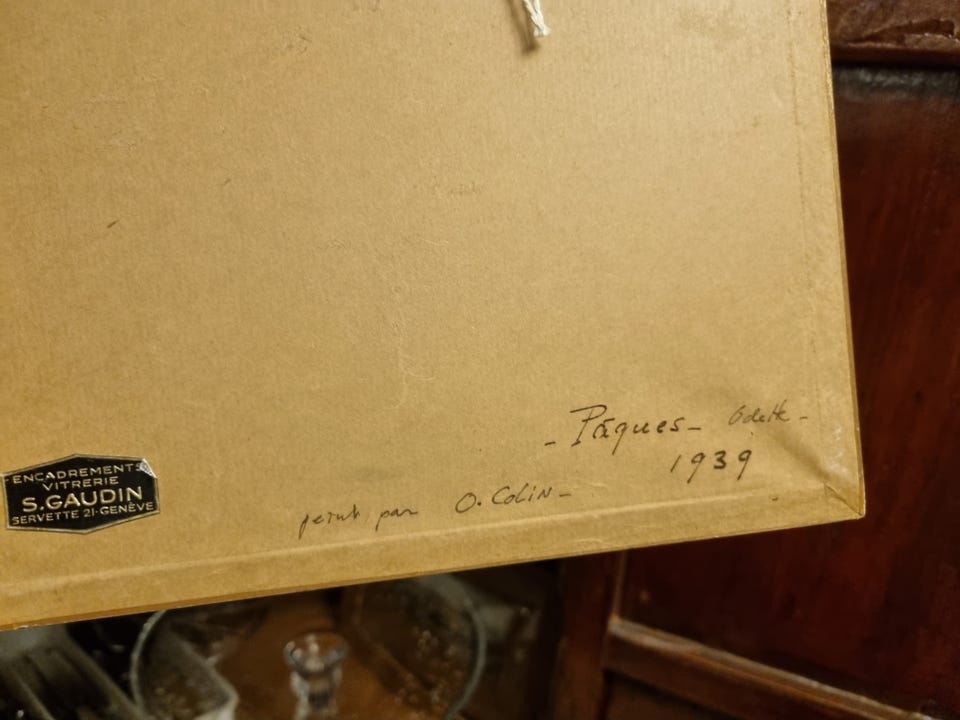 - Pâques - Odette -
1939
peint par O. Colin -
ENCADREMENTS
VITRERIE
S. GAUDIN
SERVETTE 21·GENÈVE